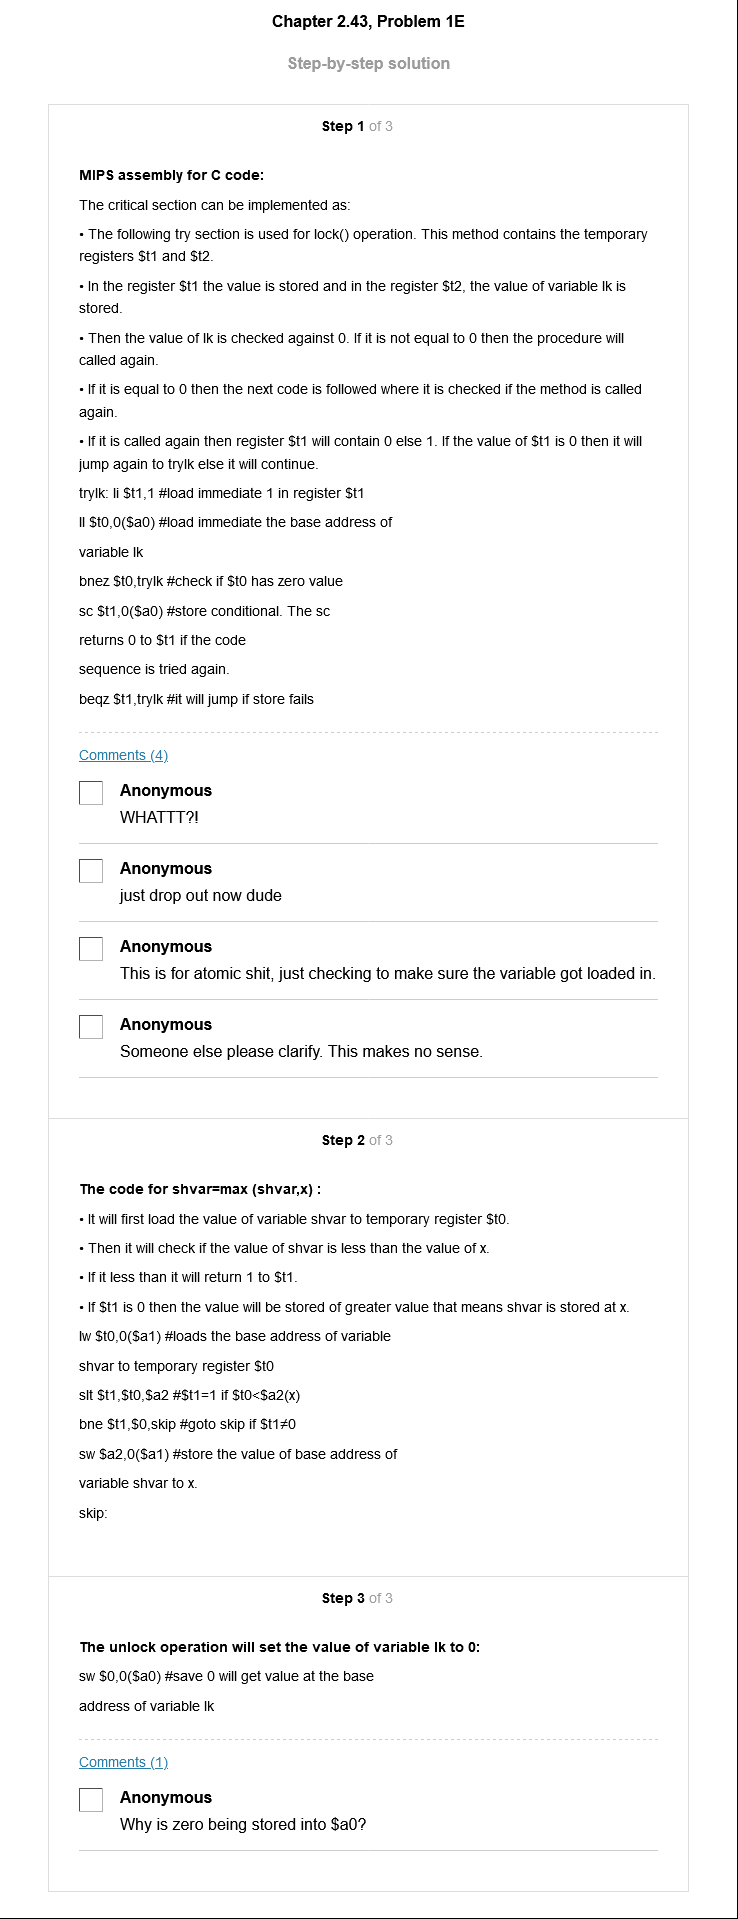 Chapter 2.43, Problem 1E
Step-by-step solution
Step 1 of 3
MIPS assembly for C code:
The critical section can be implemented as:
• The following try section is used for lock() operation. This method contains the temporary
registers $t1 and $t2.
• In the register $t1 the value is stored and in the register $t2, the value of variable lk is
stored.
• Then the value of lk is checked against 0. If it is not equal to 0 then the procedure will
called again.
• If it is equal to 0 then the next code is followed where it is checked if the method is called
again.
• If it is called again then register $t1 will contain 0 else 1. If the value of $t1 is 0 then it will
jump again to trylk else it will continue.
trylk: li $t1,1 #load immediate 1 in register $t1
ll $t0,0($a0) #load immediate the base address of
variable lk
bnez $t0,trylk #check if $t0 has zero value
sc $t1,0($a0) #store conditional. The sc
returns 0 to $t1 if the code
sequence is tried again.
beqz $t1,trylk #it will jump if store fails
Comments (4)
Anonymous
WHATTT?!
Anonymous
just drop out now dude
Anonymous
This is for atomic shit, just checking to make sure the variable got loaded in.
Anonymous
Someone else please clarify. This makes no sense.
Step 2 of 3
The code for shvar=max (shvar,x) :
• It will first load the value of variable shvar to temporary register $t0.
• Then it will check if the value of shvar is less than the value of x.
• If it less than it will return 1 to $t1.
• If $t1 is 0 then the value will be stored of greater value that means shvar is stored at x.
lw $t0,0($a1) #loads the base address of variable
shvar to temporary register $t0
slt $t1,$t0,$a2 #$t1=1 if $t0<$a2(x)
bne $t1,$0,skip #goto skip if $t1≠0
sw $a2,0($a1) #store the value of base address of
variable shvar to x.
skip:
Step 3 of 3
The unlock operation will set the value of variable lk to 0:
sw $0,0($a0) #save 0 will get value at the base
address of variable lk
Comments (1)
Anonymous
Why is zero being stored into $a0?